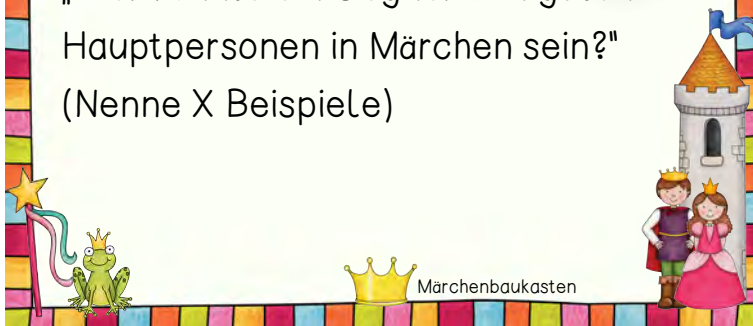 Hauptpersonen in Märchen sein?"
(Nenne X Beispiele)
Märchenbaukasten